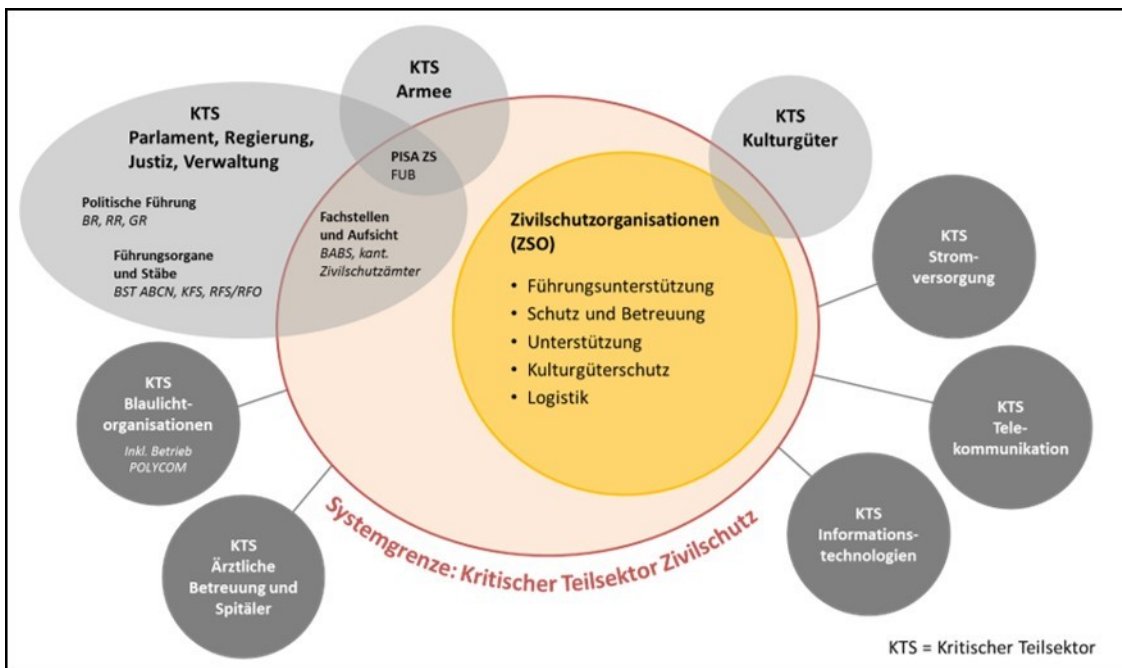 KTS
Armee
KTS
Parlament, Regierung,
Justiz, Verwaltung
KTS
Kulturgüter
PISA ZS
FUB
Politische Führung
BR, RR, GR
Fachstellen
und Aufsicht
BABS, kant.
Zivilschutzämter
Führungsorgane
und Stäbe
BST ABCN, KFS, RFS/RFO
Zivilschutzorganisationen
(ZSO)
• Führungsunterstützung
• Schutz und Betreuung
• Unterstützung
• Kulturgüterschutz
• Logistik
KTS
Strom-
versorgung
KTS
Blaulicht-
organisationen
Inkl. Betrieb
POLYCOM
KTS
Tele-
kommunikation
KTS
Informations-
technologien
KTS
Ärztliche
Betreuung und
Spitäler
Systemgrenze: Kritischer Teilsektor Zivilschutz
KTS = Kritischer Teilsektor